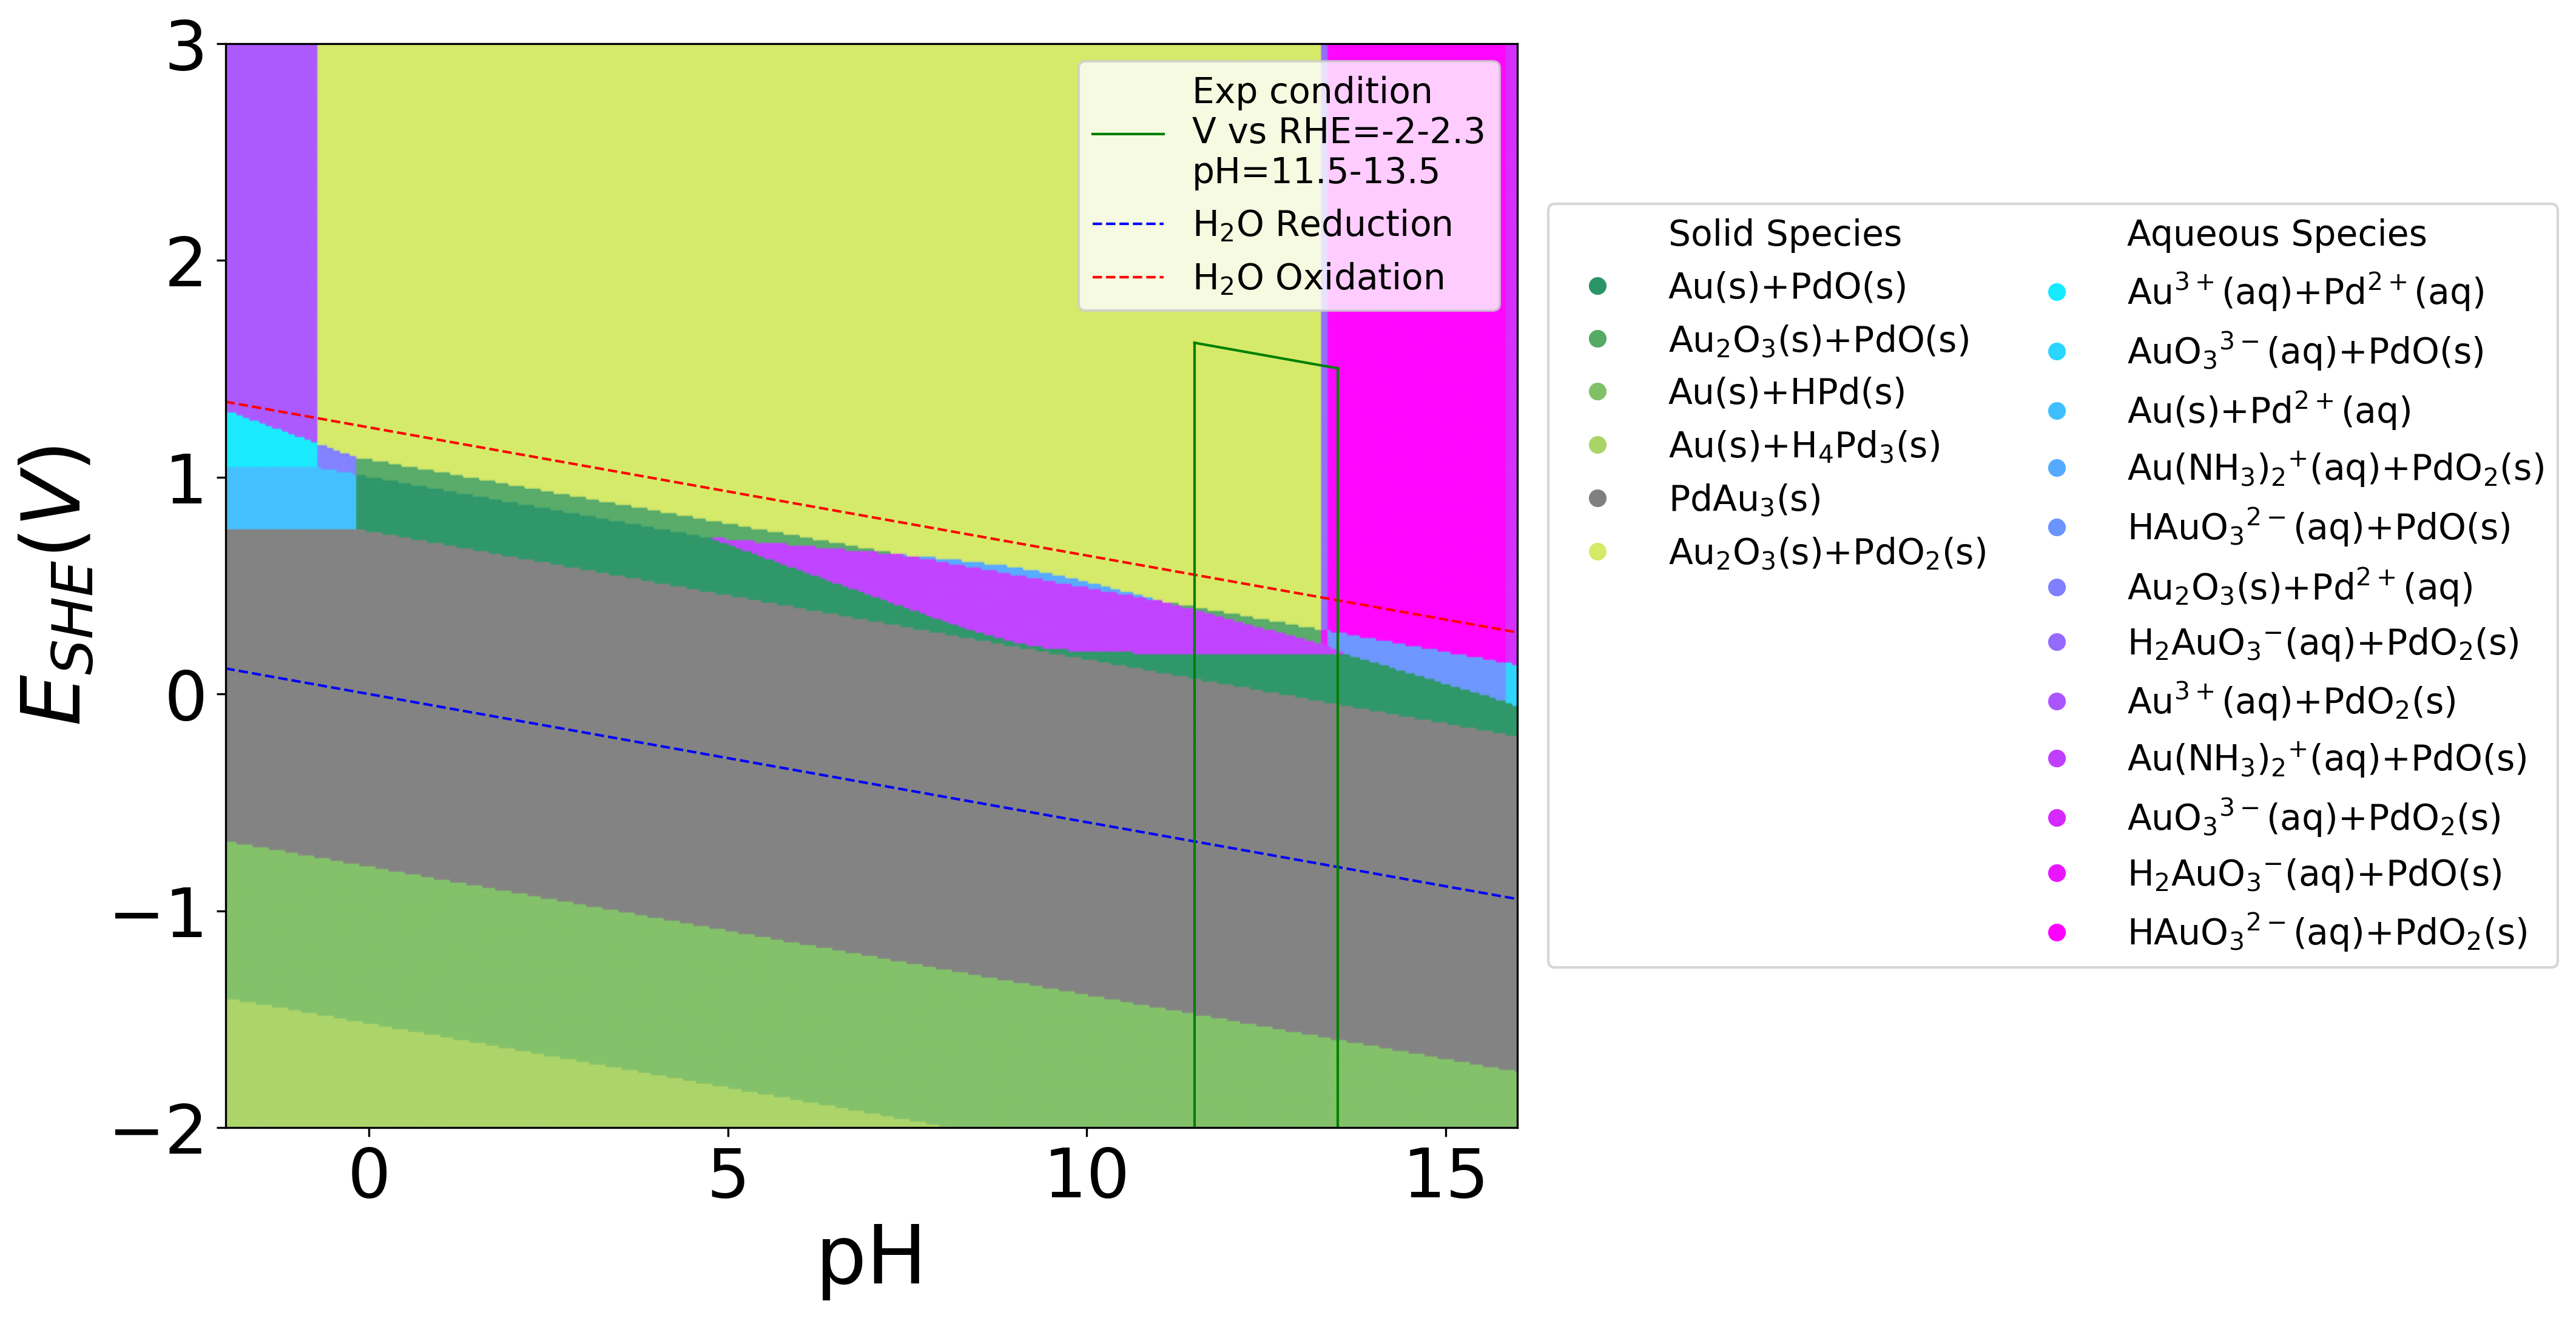 3
2
1
0
−1
−2
E_SHE(V)
0
5
10
15
pH
Exp condition
V vs RHE=-2-2.3
pH=11.5-13.5
H₂O Reduction
H₂O Oxidation
Solid Species
Au(s)+PdO(s)
Au₂O₃(s)+PdO(s)
Au(s)+HPd(s)
Au(s)+H₄Pd₃(s)
PdAu₃(s)
Au₂O₃(s)+PdO₂(s)
Aqueous Species
Au³⁺(aq)+Pd²⁺(aq)
AuO₃³⁻(aq)+PdO(s)
Au(s)+Pd²⁺(aq)
Au(NH₃)₂⁺(aq)+PdO₂(s)
HAuO₃²⁻(aq)+PdO(s)
Au₂O₃(s)+Pd²⁺(aq)
H₂AuO₃⁻(aq)+PdO₂(s)
Au³⁺(aq)+PdO₂(s)
Au(NH₃)₂⁺(aq)+PdO(s)
AuO₃³⁻(aq)+PdO₂(s)
H₂AuO₃⁻(aq)+PdO(s)
HAuO₃²⁻(aq)+PdO₂(s)